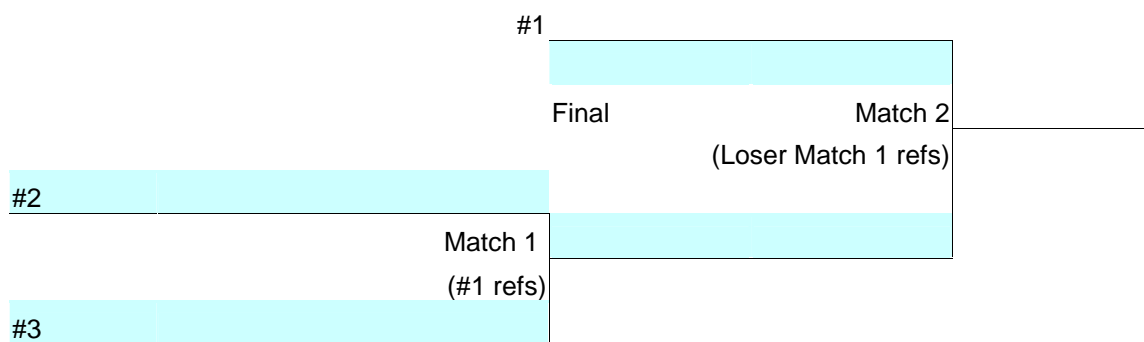 #1
Final Match 2
(Loser Match 1 refs)
#2
Match 1
(#1 refs)
#3